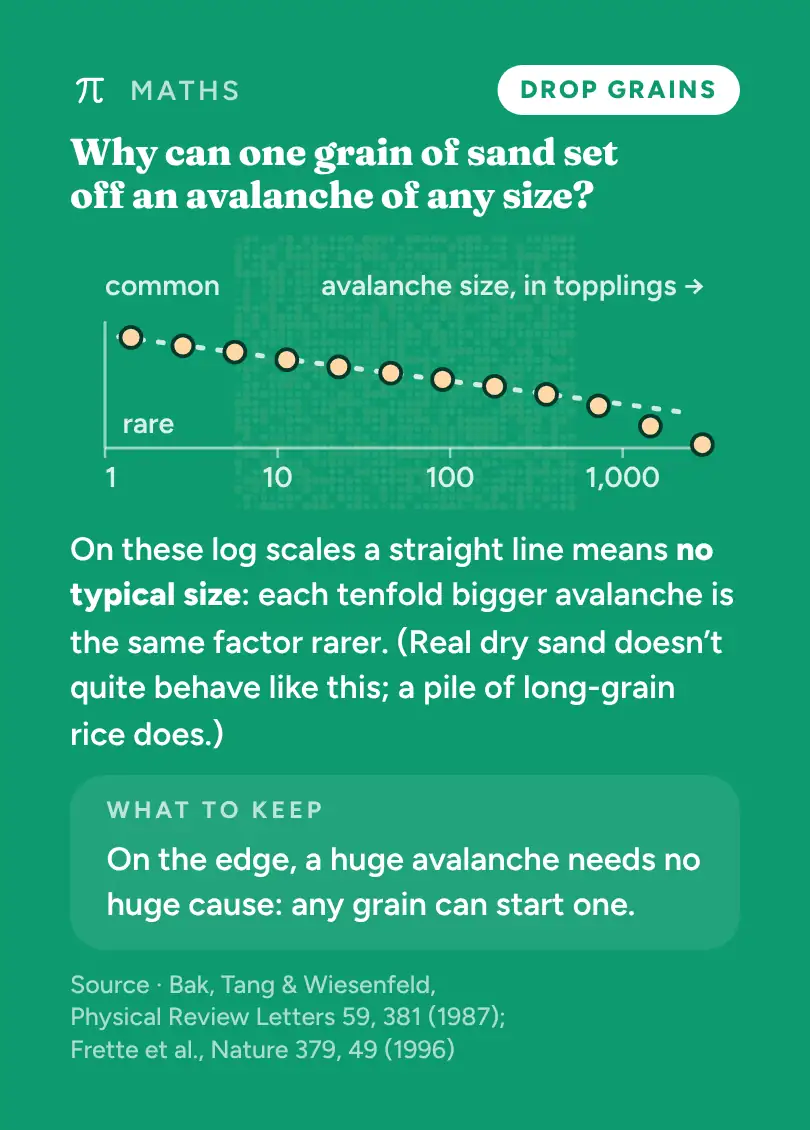 π MATHS
DROP GRAINS
Why can one grain of sand set
off an avalanche of any size?
common
avalanche size, in topplings →
rare
1 10 100 1,000
On these log scales a straight line means no
typical size: each tenfold bigger avalanche is
the same factor rarer. (Real dry sand doesn’t
quite behave like this; a pile of long-grain
rice does.)
WHAT TO KEEP
On the edge, a huge avalanche needs no
huge cause: any grain can start one.
Source · Bak, Tang & Wiesenfeld,
Physical Review Letters 59, 381 (1987);
Frette et al., Nature 379, 49 (1996)